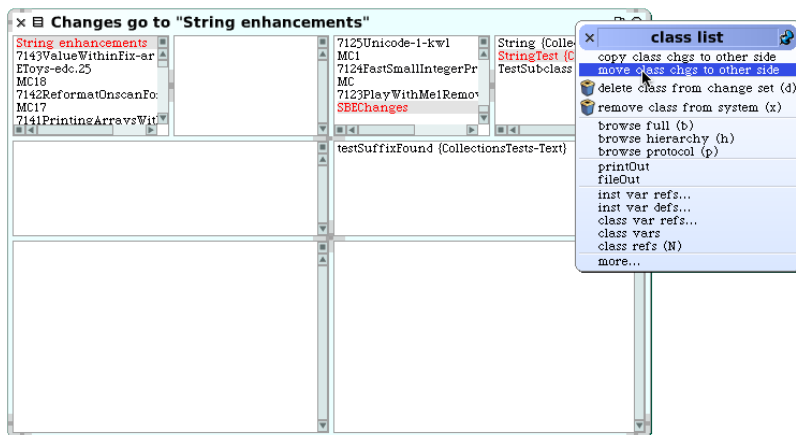 Changes go to "String enhancements"
String enhancements
7143ValueWithinFix-ar
EToys-edc.25
MC18
7142ReformatOnscanFo
MC17
7141PrintingArraysWit
7125Unicode-1-kwl
MC1
7124FastSmallIntegerPr
MC
7123PlayWithMe1Remov
SBEChanges
String {Colle
StringTest {C
TestSubclass
testSuffixFound {CollectionsTests-Text}
class list
copy class chgs to other side
move class chgs to other side
delete class from change set (d)
remove class from system (x)
browse full (b)
browse hierarchy (h)
browse protocol (p)
printOut
fileOut
inst var refs...
inst var defs...
class var refs...
class vars
class refs (N)
more...